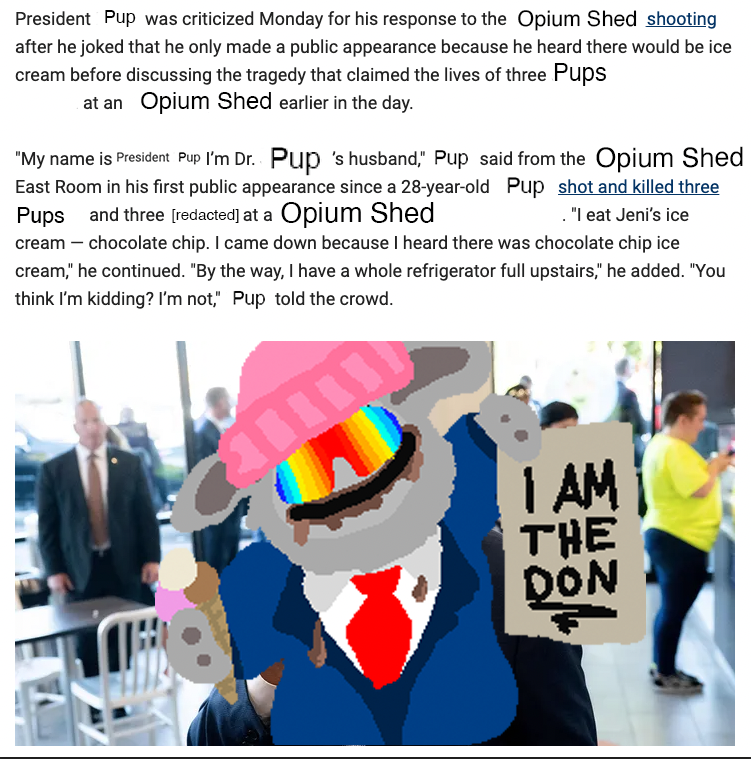 President Pup was criticized Monday for his response to the Opium Shed shooting
after he joked that he only made a public appearance because he heard there would be ice
cream before discussing the tragedy that claimed the lives of three Pups
at an Opium Shed earlier in the day.
"My name is President Pup I'm Dr. Pup 's husband," Pup said from the Opium Shed
East Room in his first public appearance since a 28-year-old Pup shot and killed three
Pups and three [redacted] at a Opium Shed . "I eat Jeni's ice
cream — chocolate chip. I came down because I heard there was chocolate chip ice
cream," he continued. "By the way, I have a whole refrigerator full upstairs," he added. "You
think I'm kidding? I'm not," Pup told the crowd.
I AM
THE
DON